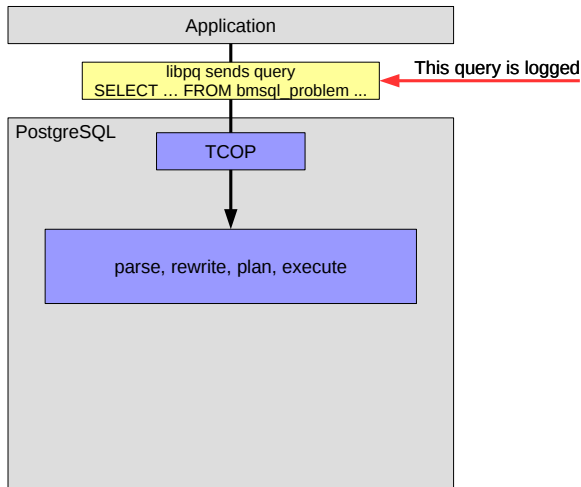 Application
libpq sends query
SELECT … FROM bmsql_problem ...
This query is logged
PostgreSQL
TCOP
parse, rewrite, plan, execute